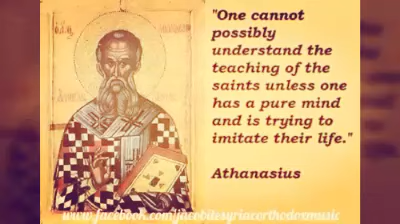 "One cannot
possibly
understand the
teaching of the
saints unless one
has a pure mind
and is trying to
imitate their life."
Athanasius
www.facebook.com/jacobitesyriacorthodoxmusic